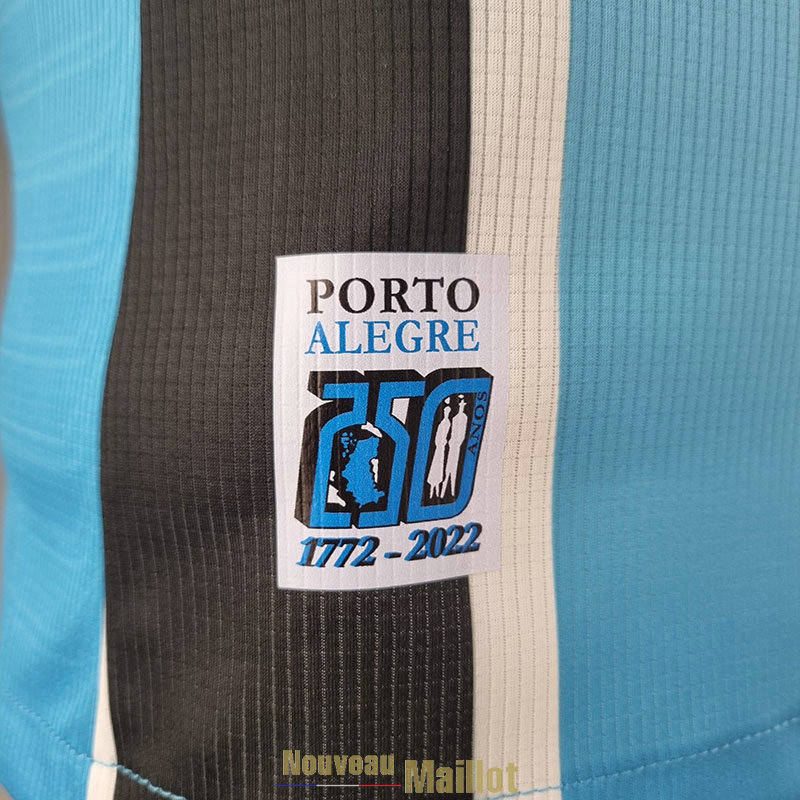 PORTO
ALEGRE
250
ANOS
1772 - 2022
Nouveau Maillot